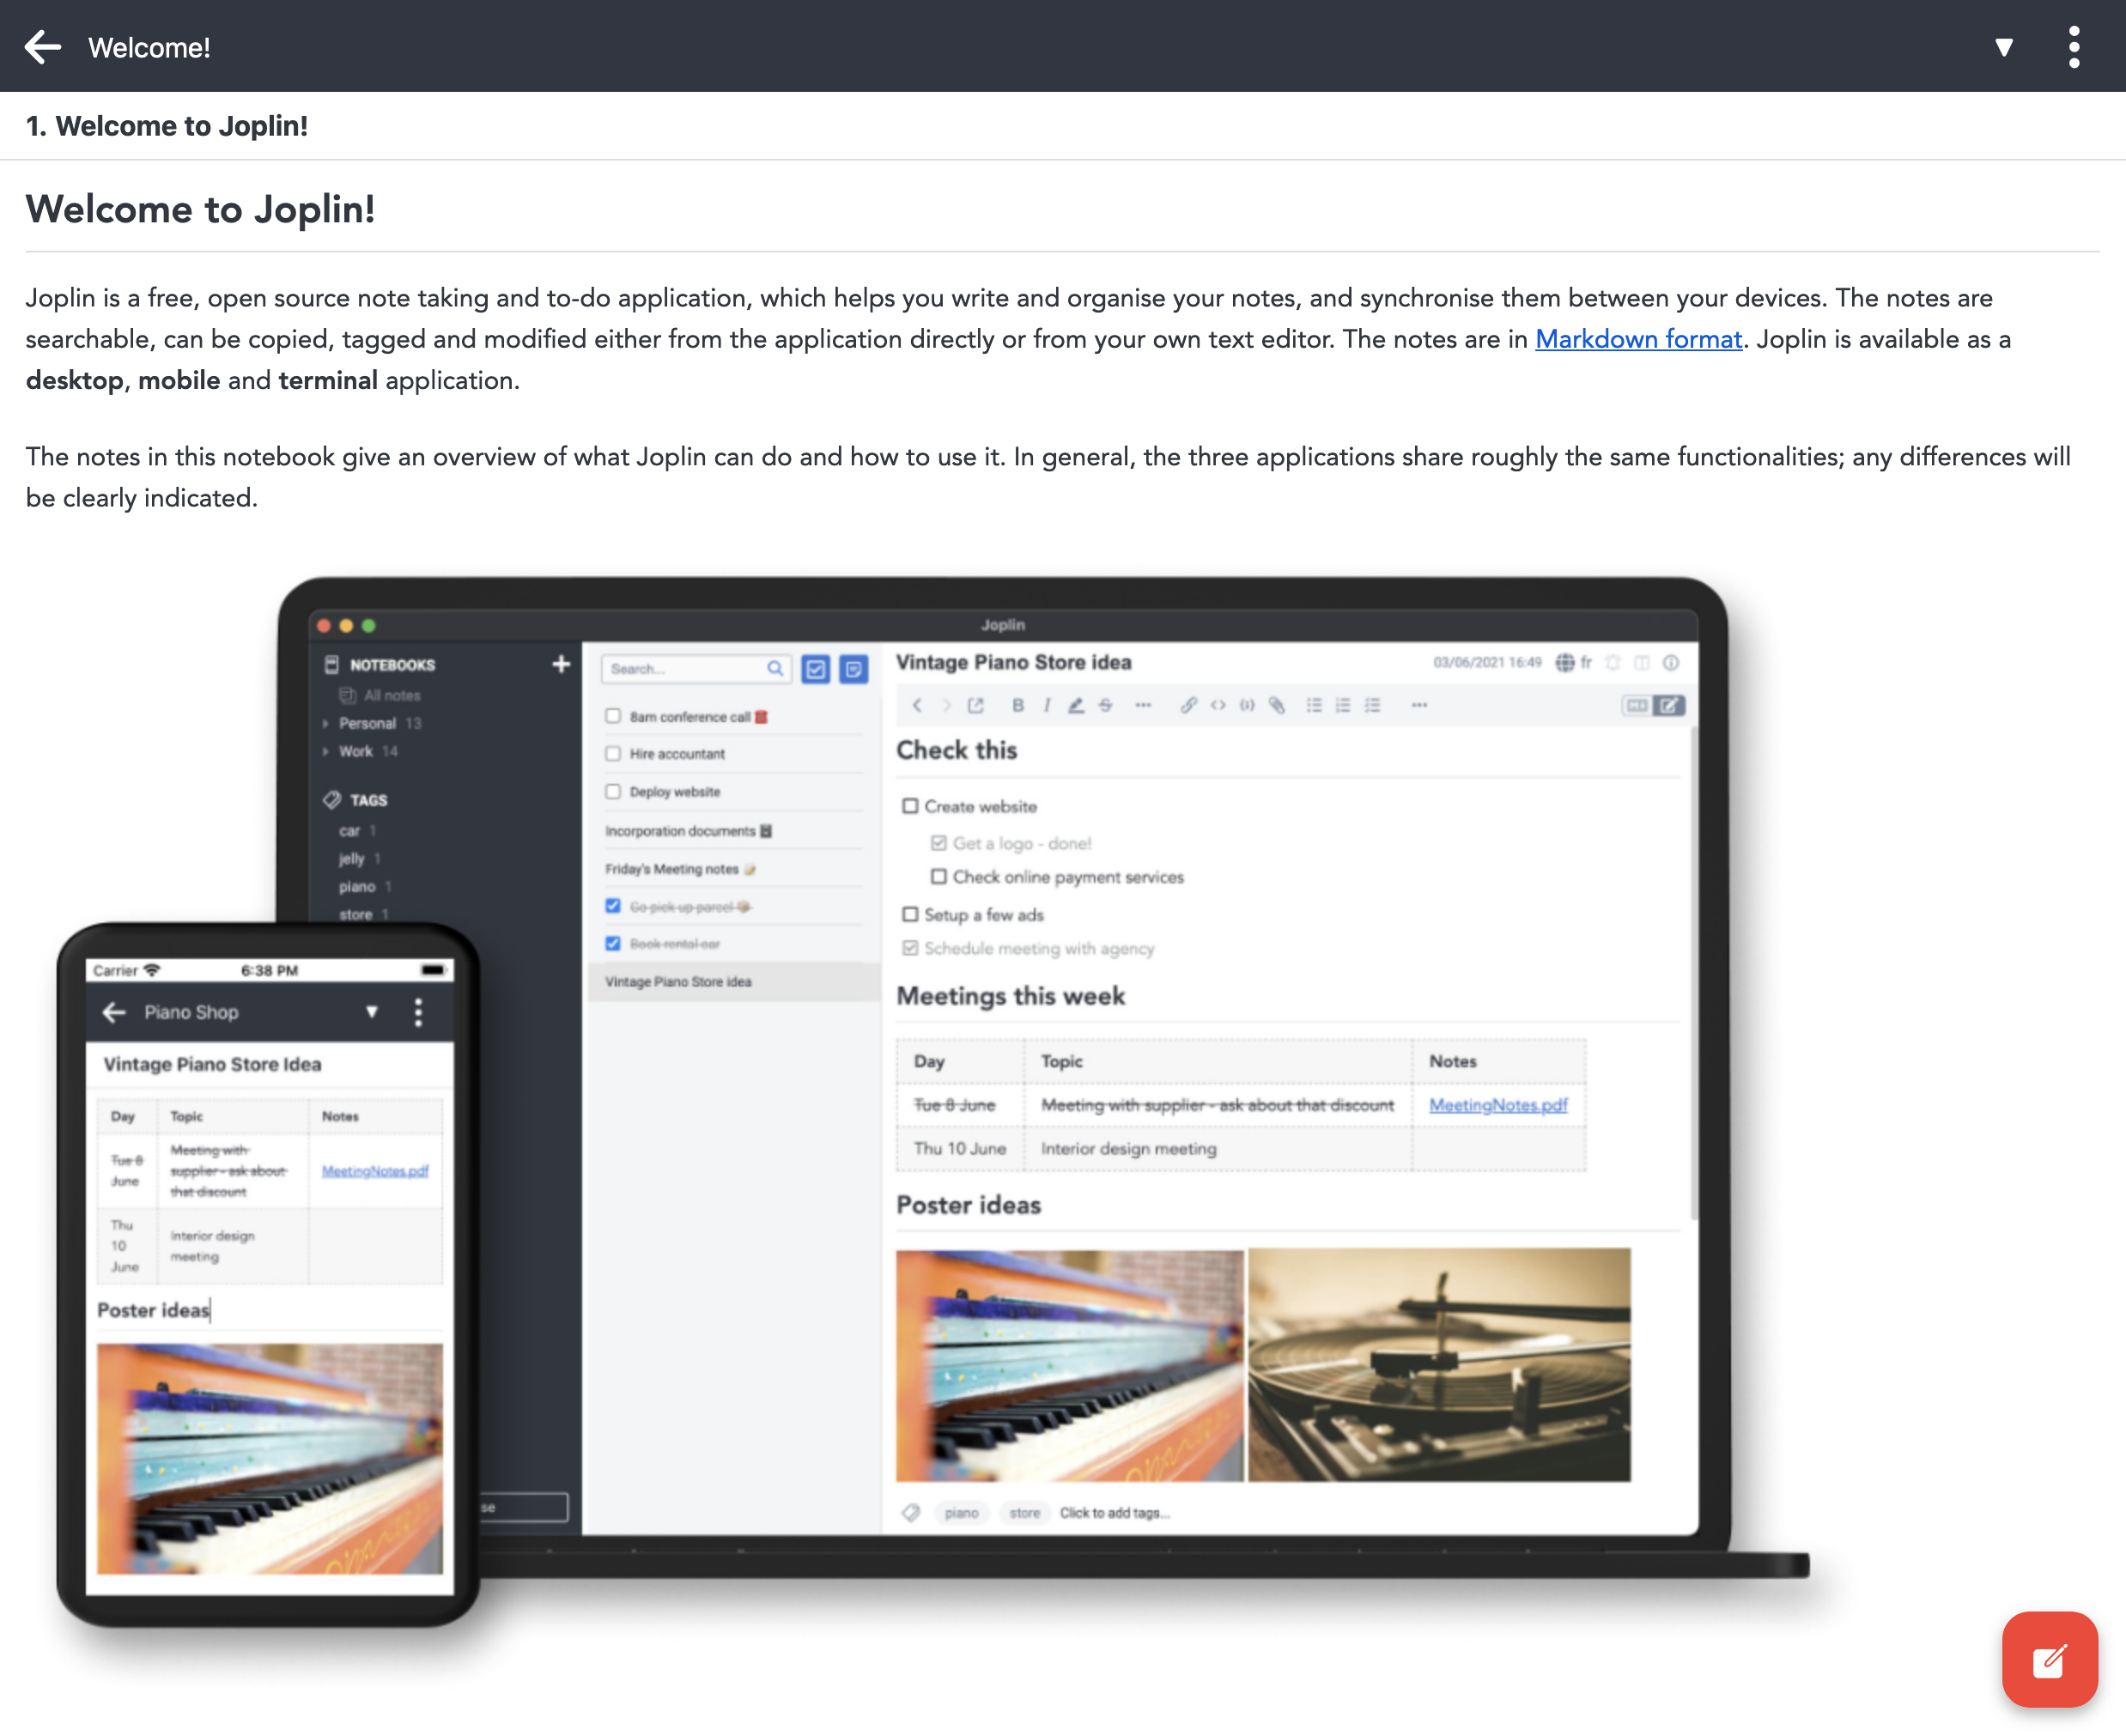 Welcome!
1. Welcome to Joplin!
Welcome to Joplin!
Joplin is a free, open source note taking and to-do application, which helps you write and organise your notes, and synchronise them between your devices. The notes are
searchable, can be copied, tagged and modified either from the application directly or from your own text editor. The notes are in Markdown format. Joplin is available as a
desktop, mobile and terminal application.
The notes in this notebook give an overview of what Joplin can do and how to use it. In general, the three applications share roughly the same functionalities; any differences will
be clearly indicated.
Joplin
NOTEBOOKS
All notes
Personal 13
Work 14
TAGS
car 1
jelly 1
piano 1
store 1
se
Search...
8am conference call
Hire accountant
Deploy website
Incorporation documents
Friday's Meeting notes
Go pick up parcel
Book rental car
Vintage Piano Store idea
Vintage Piano Store idea
03/06/2021 16:49 fr
B I S
Check this
Create website
Get a logo - done!
Check online payment services
Setup a few ads
Schedule meeting with agency
Meetings this week
Day Topic Notes
Tue 8 June Meeting with supplier - ask about that discount MeetingNotes.pdf
Thu 10 June Interior design meeting
Poster ideas
piano store Click to add tags...
Carrier 6:38 PM
Piano Shop
Vintage Piano Store Idea
Day Topic Notes
Tue 8
June
Meeting with
supplier - ask about
that discount
MeetingNotes.pdf
Thu
10
June
Interior design
meeting
Poster ideas